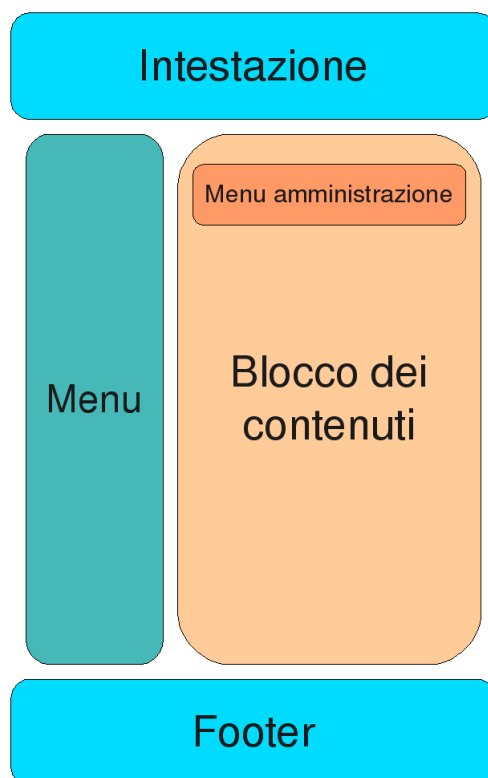 Intestazione
Menu amministrazione
Menu
Blocco dei
contenuti
Footer